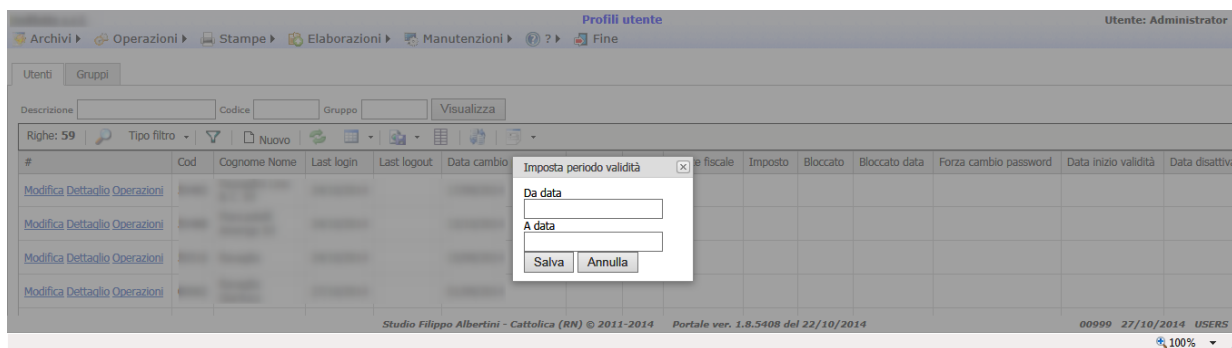 Profili utente
Utente: Administrator
Archivi Operazioni Stampe Elaborazioni Manutenzioni ? Fine
Utenti Gruppi
Descrizione Codice Gruppo Visualizza
Righe: 59 Tipo filtro Nuovo
# Cod Cognome Nome Last login Last logout Data cambio fiscale Imposto Bloccato Bloccato data Forza cambio password Data inizio validità Data disattiva
Imposta periodo validità
Da data
A data
Salva Annulla
Modifica Dettaglio Operazioni
Modifica Dettaglio Operazioni
Modifica Dettaglio Operazioni
Modifica Dettaglio Operazioni
Studio Filippo Albertini - Cattolica (RN) © 2011-2014 Portale ver. 1.8.5408 del 22/10/2014 00999 27/10/2014 USERS
100%